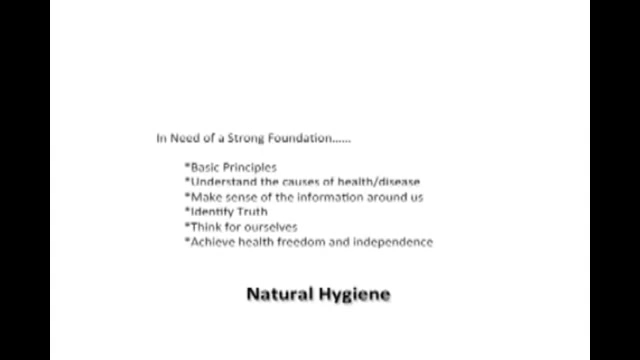 In Need of a Strong Foundation......
*Basic Principles
*Understand the causes of health/disease
*Make sense of the information around us
*Identify Truth
*Think for ourselves
*Achieve health freedom and independence
Natural Hygiene